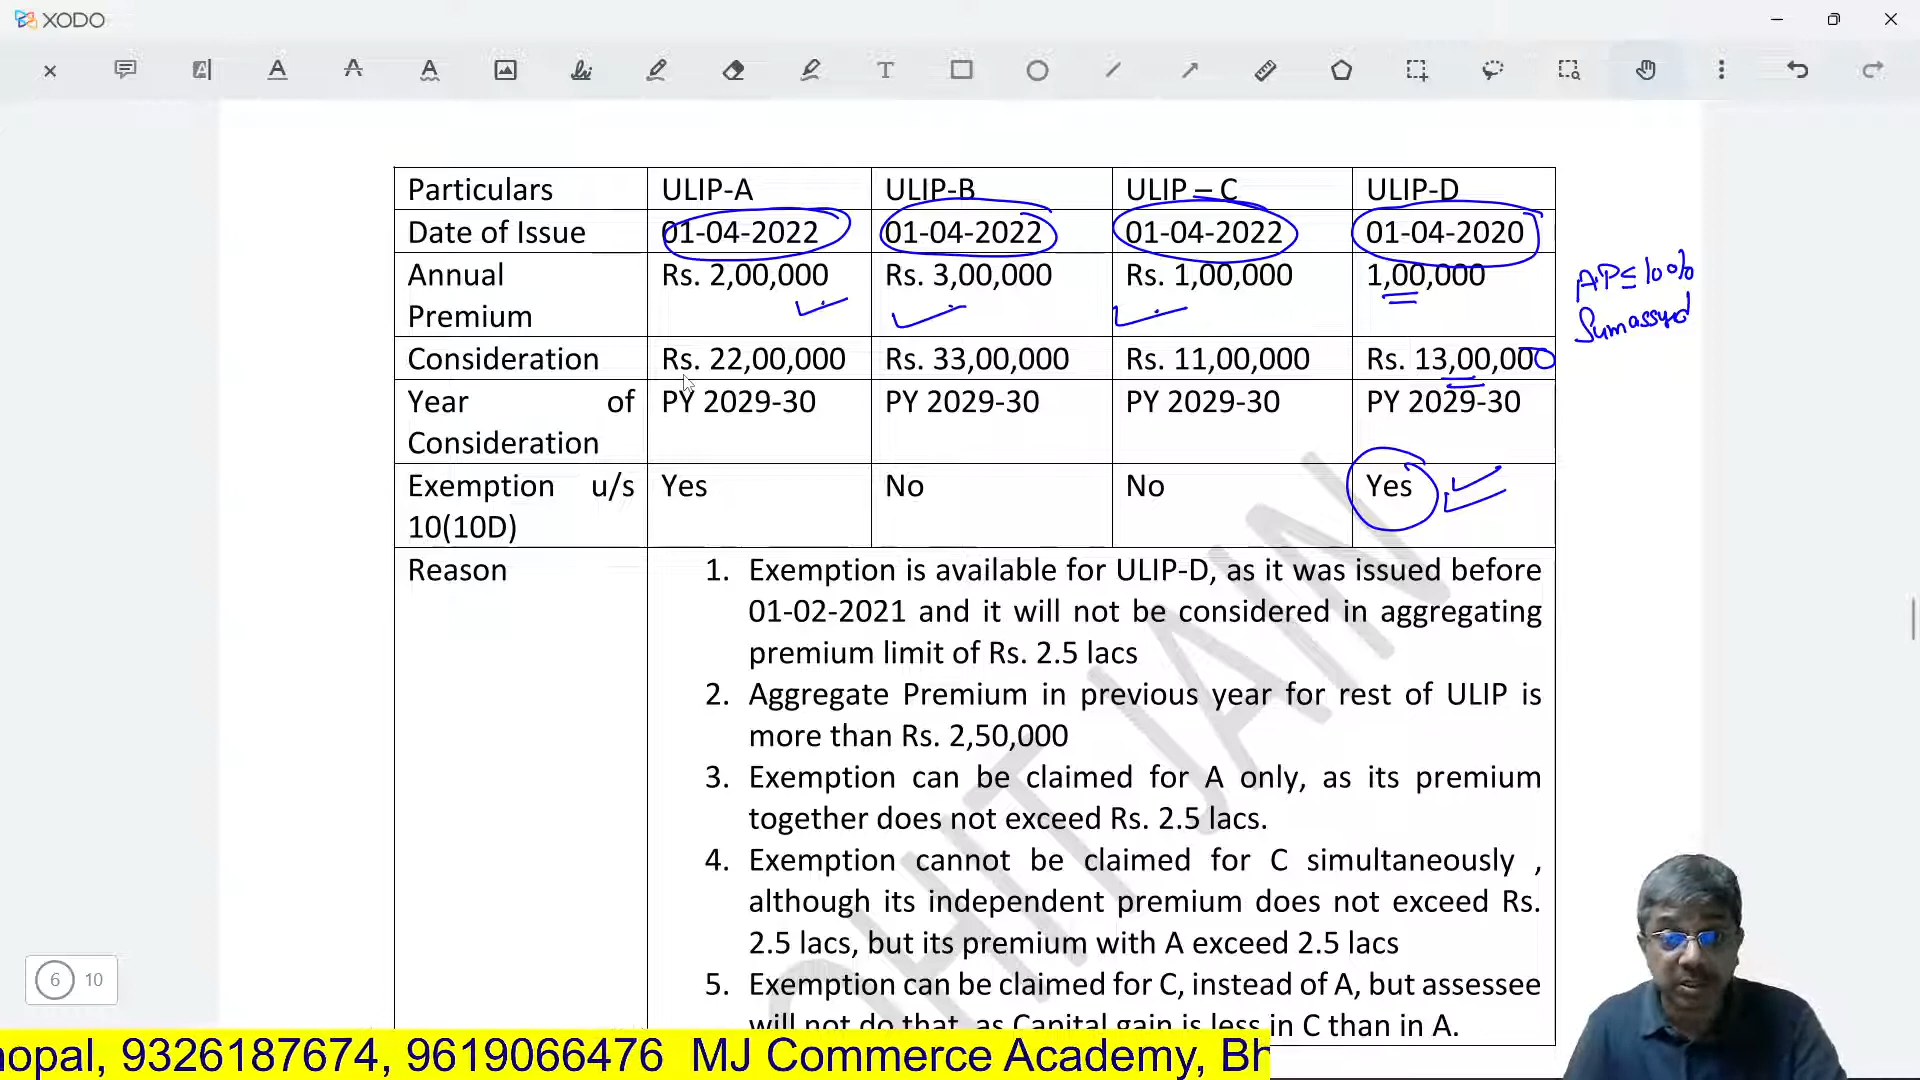 XODO
Particulars ULIP-A ULIP-B ULIP – C ULIP-D
Date of Issue 01-04-2022 01-04-2022 01-04-2022 01-04-2020
Annual Premium Rs. 2,00,000 Rs. 3,00,000 Rs. 1,00,000 1,00,000
A.P ≤ 10%
Sum assured
Consideration Rs. 22,00,000 Rs. 33,00,000 Rs. 11,00,000 Rs. 13,00,000
Year of Consideration PY 2029-30 PY 2029-30 PY 2029-30 PY 2029-30
Exemption u/s 10(10D) Yes No No Yes
Reason
1. Exemption is available for ULIP-D, as it was issued before
01-02-2021 and it will not be considered in aggregating
premium limit of Rs. 2.5 lacs
2. Aggregate Premium in previous year for rest of ULIP is
more than Rs. 2,50,000
3. Exemption can be claimed for A only, as its premium
together does not exceed Rs. 2.5 lacs.
4. Exemption cannot be claimed for C simultaneously ,
although its independent premium does not exceed Rs.
2.5 lacs, but its premium with A exceed 2.5 lacs
5. Exemption can be claimed for C, instead of A, but assessee
will not do that, as Capital gain is less in C than in A.
6 10
nopal, 9326187674, 9619066476 MJ Commerce Academy, Bh